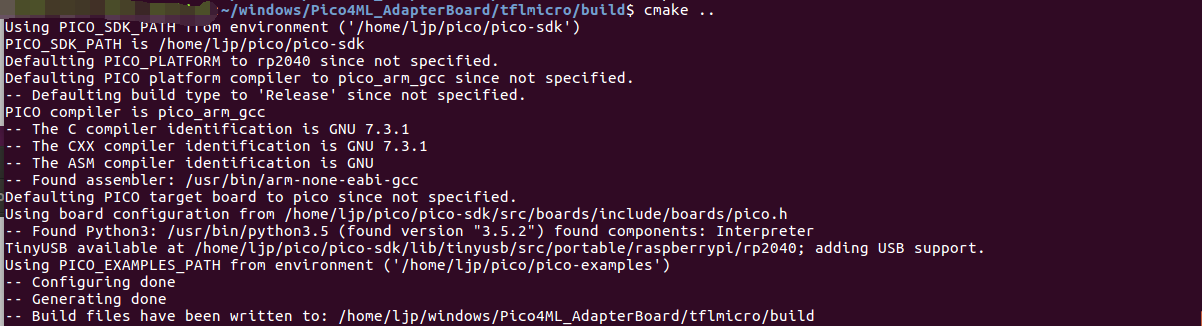 ~/windows/Pico4ML_AdapterBoard/tflmicro/build$ cmake ..
Using PICO_SDK_PATH from environment ('/home/ljp/pico/pico-sdk')
PICO_SDK_PATH is /home/ljp/pico/pico-sdk
Defaulting PICO_PLATFORM to rp2040 since not specified.
Defaulting PICO platform compiler to pico_arm_gcc since not specified.
-- Defaulting build type to 'Release' since not specified.
PICO compiler is pico_arm_gcc
-- The C compiler identification is GNU 7.3.1
-- The CXX compiler identification is GNU 7.3.1
-- The ASM compiler identification is GNU
-- Found assembler: /usr/bin/arm-none-eabi-gcc
Defaulting PICO target board to pico since not specified.
Using board configuration from /home/ljp/pico/pico-sdk/src/boards/include/boards/pico.h
-- Found Python3: /usr/bin/python3.5 (found version "3.5.2") found components: Interpreter
TinyUSB available at /home/ljp/pico/pico-sdk/lib/tinyusb/src/portable/raspberrypi/rp2040; adding USB support.
Using PICO_EXAMPLES_PATH from environment ('/home/ljp/pico/pico-examples')
-- Configuring done
-- Generating done
-- Build files have been written to: /home/ljp/windows/Pico4ML_AdapterBoard/tflmicro/build